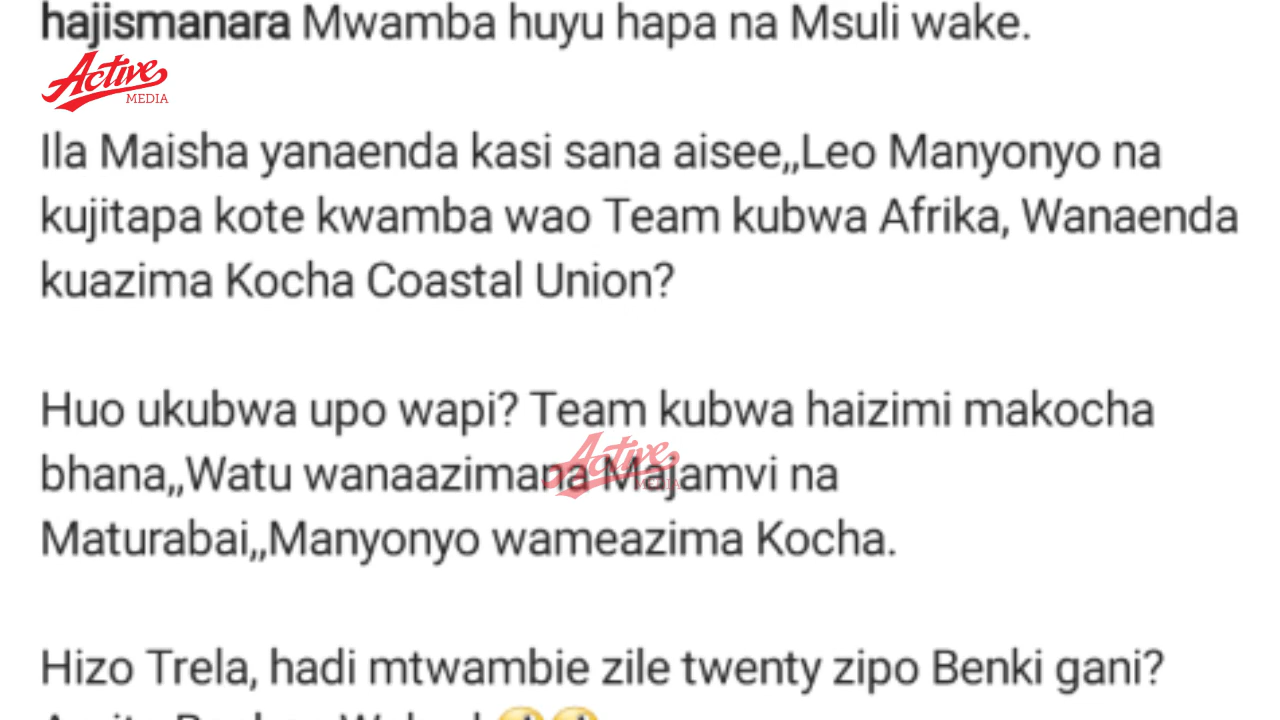 hajismanara Mwamba huyu hapa na Msuli wake.
Active
MEDIA
Ila Maisha yanaenda kasi sana aisee,,Leo Manyonyo na
kujitapa kote kwamba wao Team kubwa Afrika, Wanaenda
kuazima Kocha Coastal Union?
Huo ukubwa upo wapi? Team kubwa haizimi makocha
bhana,,Watu wanaazimana Majamvi na
Active
MEDIA
Maturabai,,Manyonyo wameazima Kocha.
Hizo Trela, hadi mtwambie zile twenty zipo Benki gani?